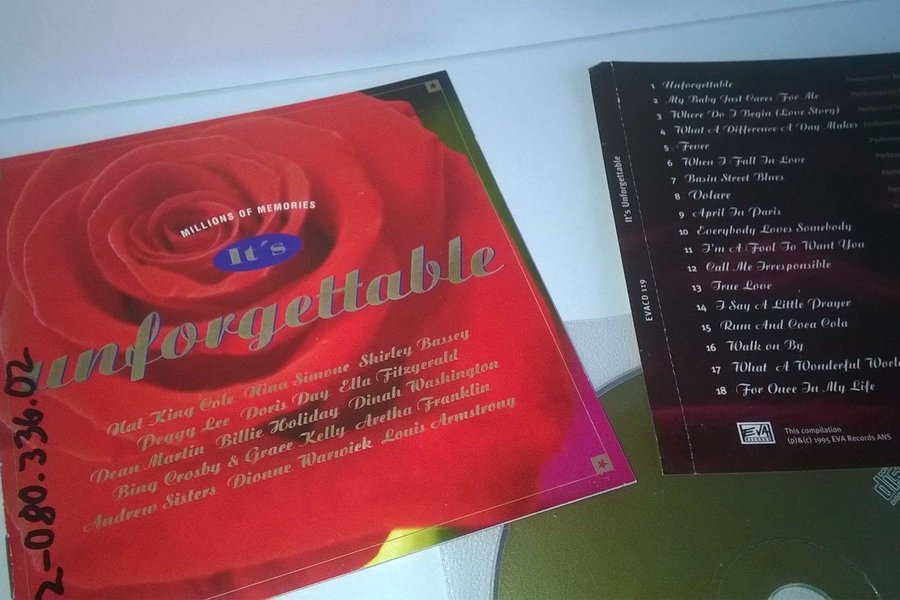 MILLIONS OF MEMORIES
It's
unforgettable
Nat King Cole Nina Simone Shirley Bassey
Peggy Lee Doris Day Ella Fitzgerald
Dean Martin Billie Holiday Dinah Washington
Bing Crosby & Grace Kelly Aretha Franklin
Andrew Sisters Dionne Warwick Louis Armstrong
2-080.336.02
It's Unforgettable
EVACD 119
1 Unforgettable
2 My Baby Just Cares For Me
3 Where Do I Begin (Love Story)
4 What A Difference A Day Makes
5 Fever
6 When I Fall In Love
7 Basin Street Blues
8 Volare
9 April In Paris
10 Everybody Loves Somebody
11 I'm A Fool To Want You
12 Call Me Irresponsible
13 True Love
14 I Say A Little Prayer
15 Rum And Coca Cola
16 Walk on By
17 What A Wonderful World
18 For Once In My Life
EVA
RECORDS
This compilation
(p)&(c) 1995 EVA Records ANS